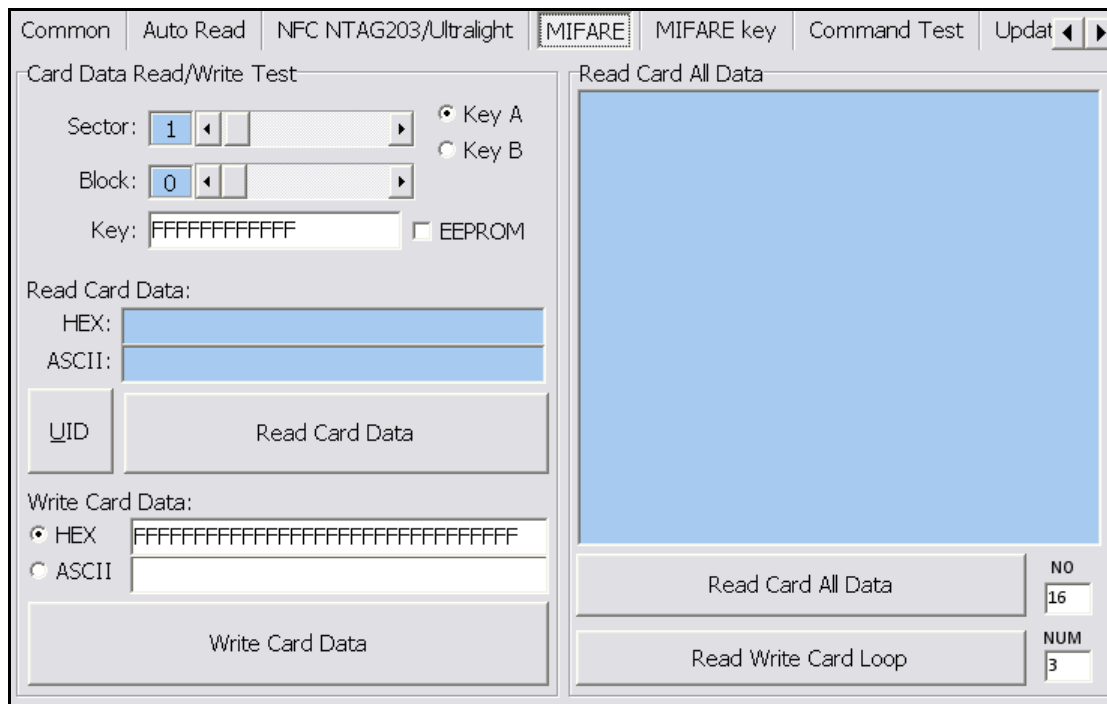 Common Auto Read NFC NTAG203/Ultralight MIFARE MIFARE key Command Test Updat
Card Data Read/Write Test
Sector: 1
Key A
Key B
Block: 0
Key: FFFFFFFFFFFF EEPROM
Read Card Data:
HEX:
ASCII:
UID
Read Card Data
Write Card Data:
HEX FFFFFFFFFFFFFFFFFFFFFFFFFFFFFFFF
ASCII
Write Card Data
Read Card All Data
Read Card All Data
NO
16
Read Write Card Loop
NUM
3